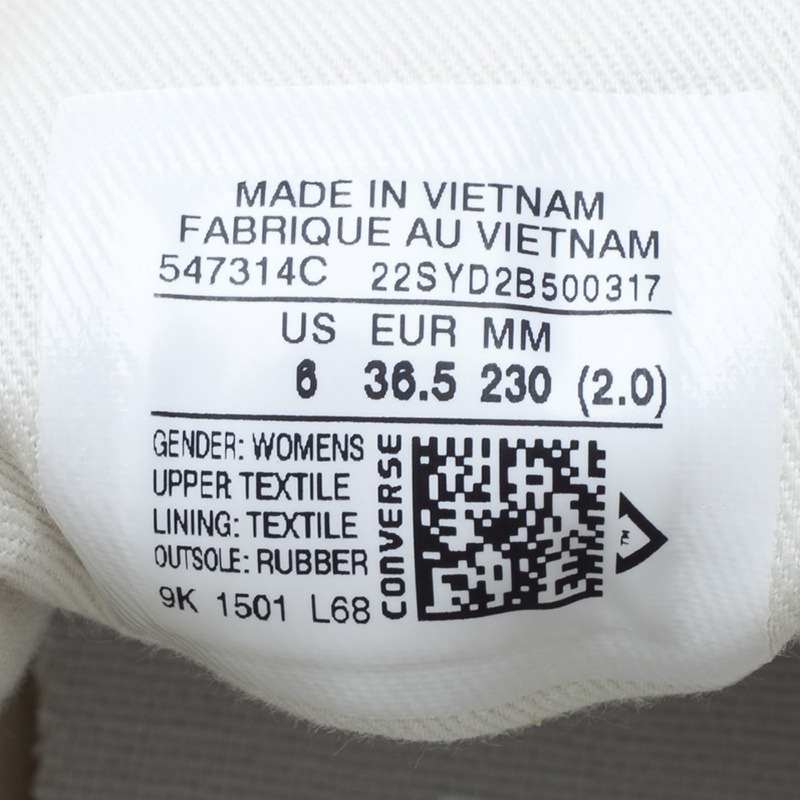 MADE IN VIETNAM
FABRIQUE AU VIETNAM
547314C 22SYD2B500317
US EUR MM
6 36.5 230 (2.0)
GENDER: WOMENS
UPPER TEXTILE
LINING: TEXTILE
OUTSOLE: RUBBER
9K 1501 L68
CONVERSE
TM